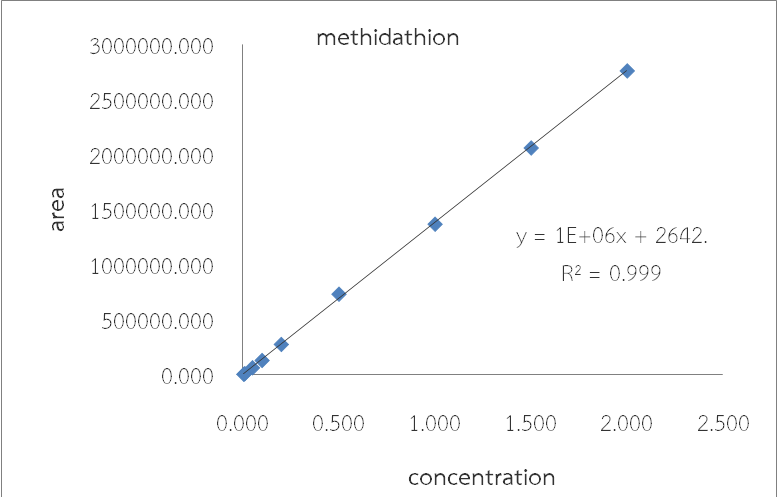 methidathion
3000000.000
2500000.000
2000000.000
1500000.000
1000000.000
500000.000
0.000
area
y = 1E+06x + 2642.
R² = 0.999
0.000 0.500 1.000 1.500 2.000 2.500
concentration